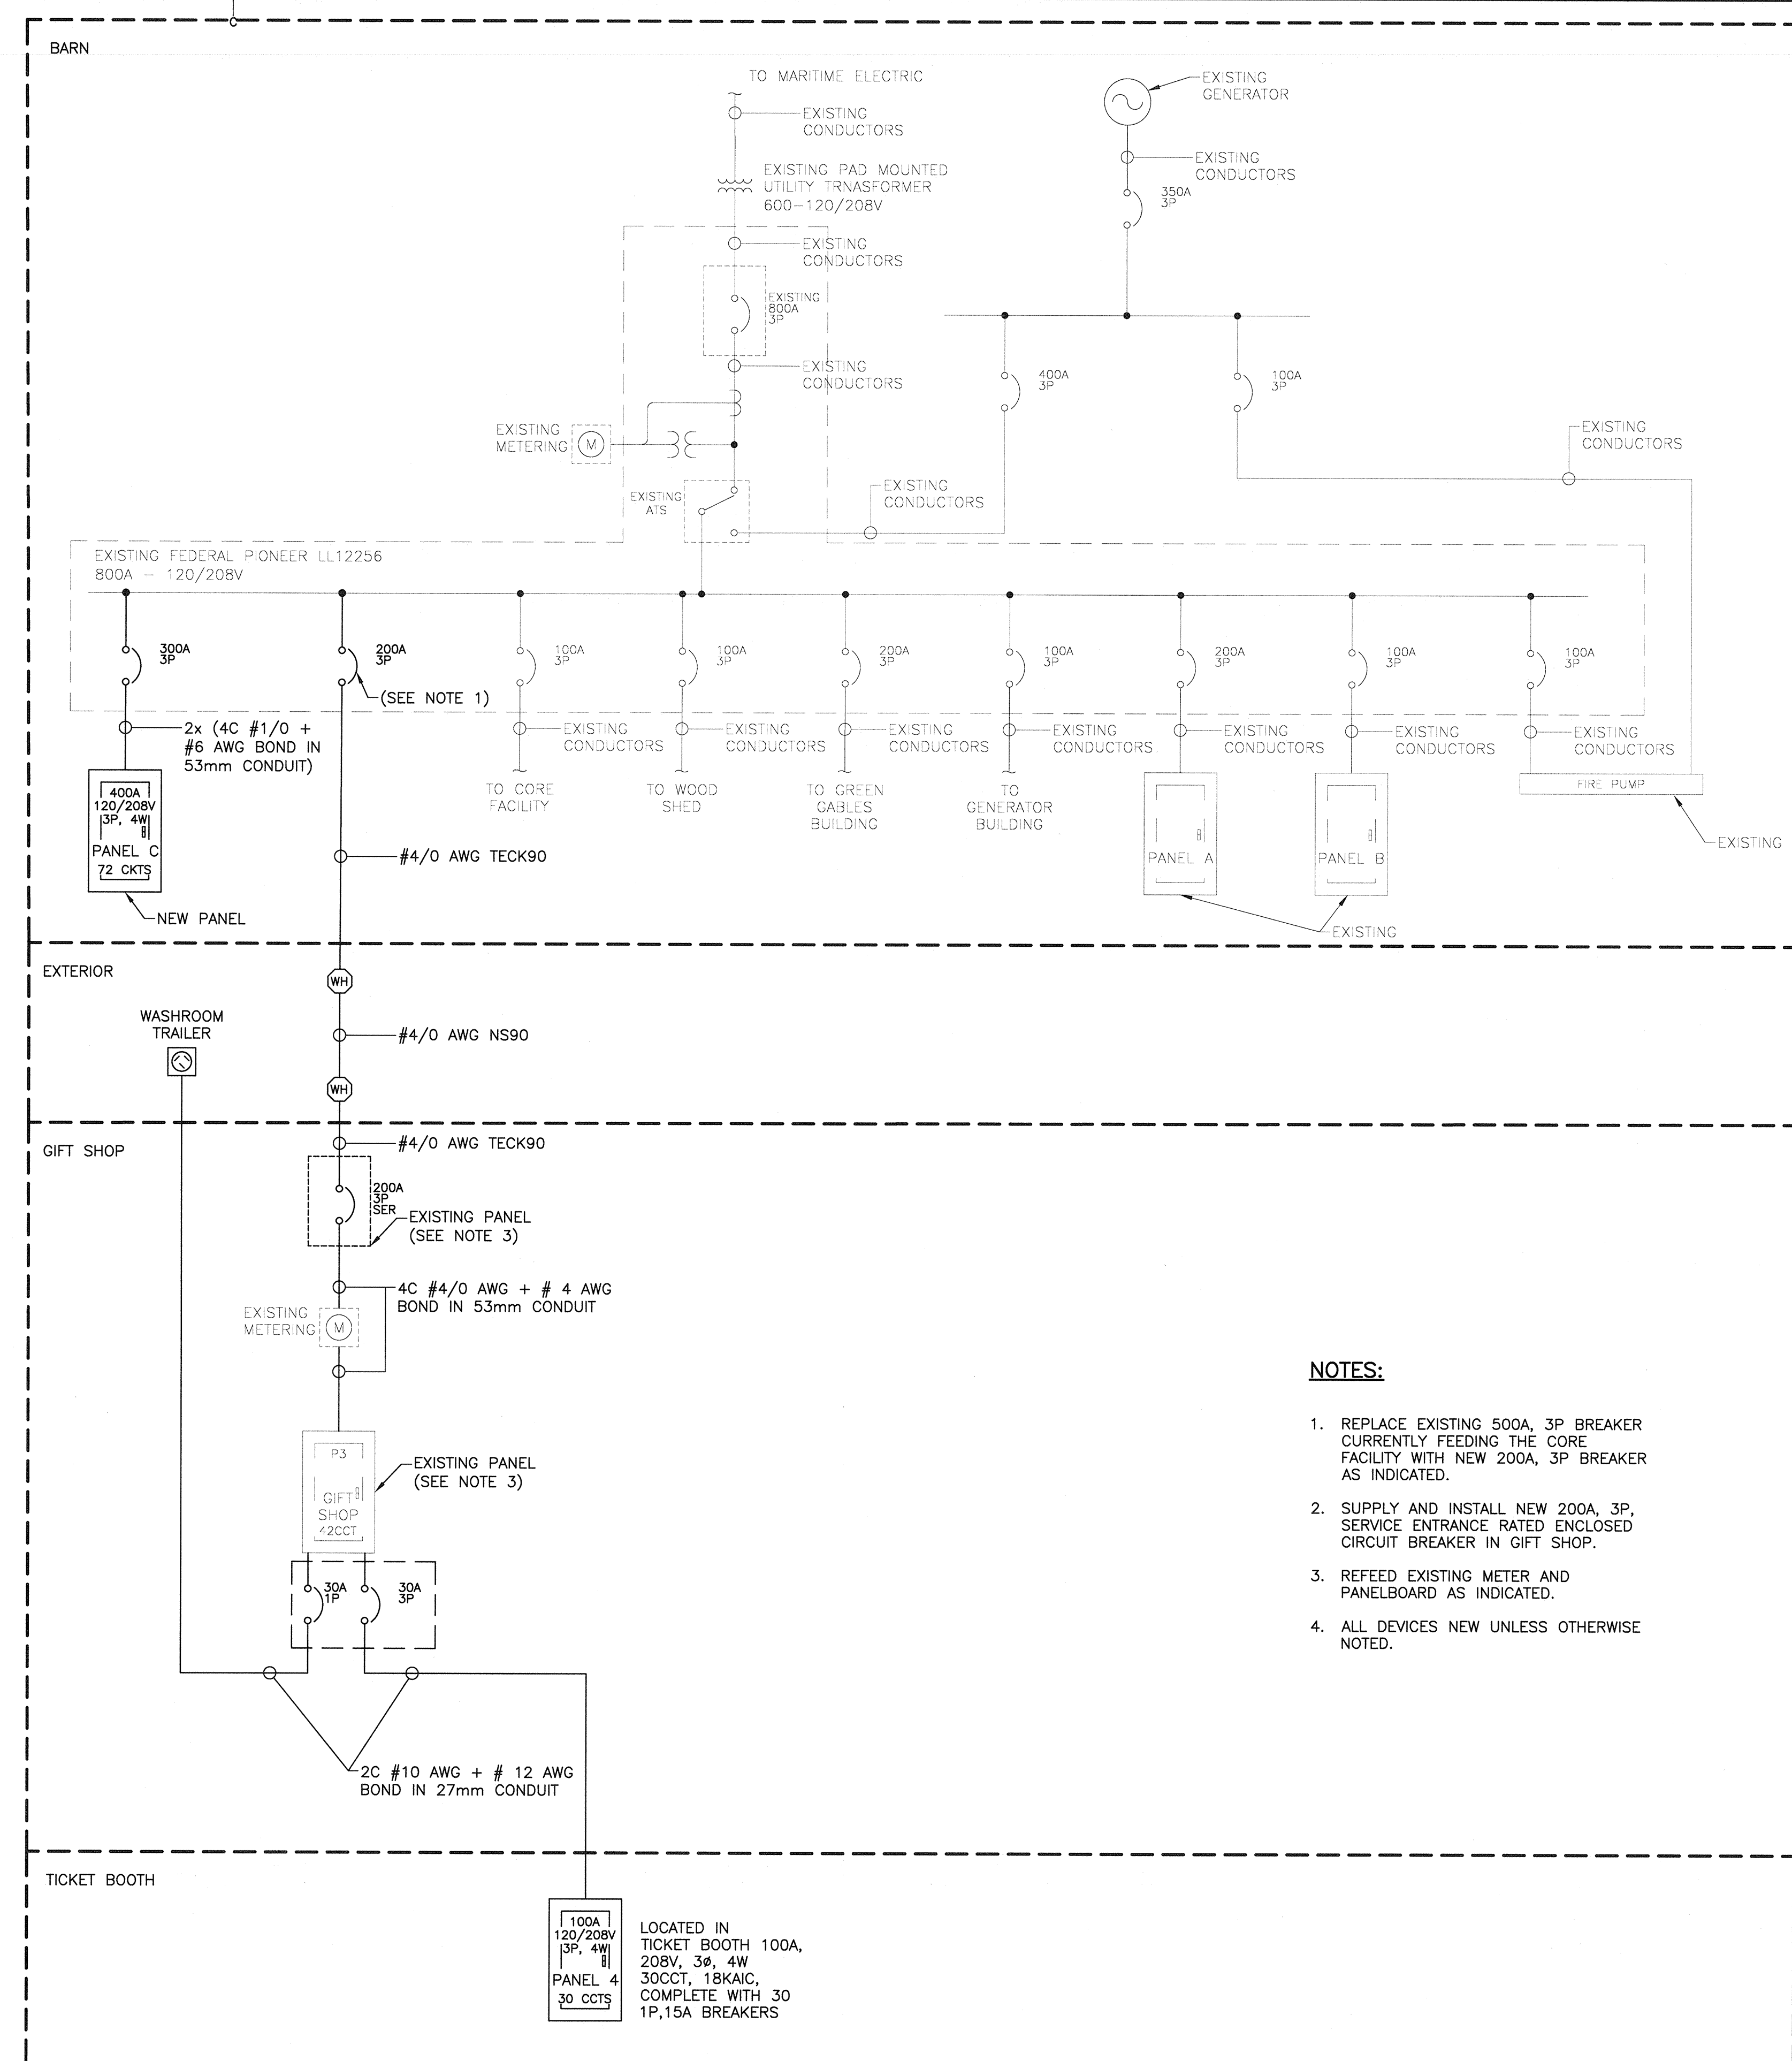 C
BARN
TO MARITIME ELECTRIC
EXISTING
CONDUCTORS
EXISTING PAD MOUNTED
UTILITY TRNASFORMER
600-120/208V
EXISTING
CONDUCTORS
EXISTING
800A
3P
EXISTING
CONDUCTORS
EXISTING
METERING
M
EXISTING
ATS
EXISTING
GENERATOR
EXISTING
CONDUCTORS
350A
3P
400A
3P
100A
3P
EXISTING
CONDUCTORS
EXISTING
CONDUCTORS
EXISTING FEDERAL PIONEER LL12256
800A - 120/208V
300A
3P
200A
3P
(SEE NOTE 1)
100A
3P
100A
3P
200A
3P
100A
3P
200A
3P
100A
3P
100A
3P
2x (4C #1/0 +
#6 AWG BOND IN
53mm CONDUIT)
EXISTING
CONDUCTORS
EXISTING
CONDUCTORS
EXISTING
CONDUCTORS
EXISTING
CONDUCTORS
EXISTING
CONDUCTORS
EXISTING
CONDUCTORS
EXISTING
CONDUCTORS
TO CORE
FACILITY
TO WOOD
SHED
TO GREEN
GABLES
BUILDING
TO
GENERATOR
BUILDING
FIRE PUMP
EXISTING
400A
120/208V
3P, 4W
PANEL C
72 CKTS
NEW PANEL
#4/0 AWG TECK90
PANEL A
PANEL B
EXISTING
EXTERIOR
WASHROOM
TRAILER
WH
#4/0 AWG NS90
WH
GIFT SHOP
#4/0 AWG TECK90
200A
3P
SER
EXISTING PANEL
(SEE NOTE 3)
4C #4/0 AWG + # 4 AWG
BOND IN 53mm CONDUIT
EXISTING
METERING
M
P3
GIFT
SHOP
42CCT
EXISTING PANEL
(SEE NOTE 3)
30A
1P
30A
3P
2C #10 AWG + # 12 AWG
BOND IN 27mm CONDUIT
NOTES:
1. REPLACE EXISTING 500A, 3P BREAKER
CURRENTLY FEEDING THE CORE
FACILITY WITH NEW 200A, 3P BREAKER
AS INDICATED.
2. SUPPLY AND INSTALL NEW 200A, 3P,
SERVICE ENTRANCE RATED ENCLOSED
CIRCUIT BREAKER IN GIFT SHOP.
3. REFEED EXISTING METER AND
PANELBOARD AS INDICATED.
4. ALL DEVICES NEW UNLESS OTHERWISE
NOTED.
TICKET BOOTH
100A
120/208V
3P, 4W
PANEL 4
30 CCTS
LOCATED IN
TICKET BOOTH 100A,
208V, 3ø, 4W
30CCT, 18KAIC,
COMPLETE WITH 30
1P,15A BREAKERS